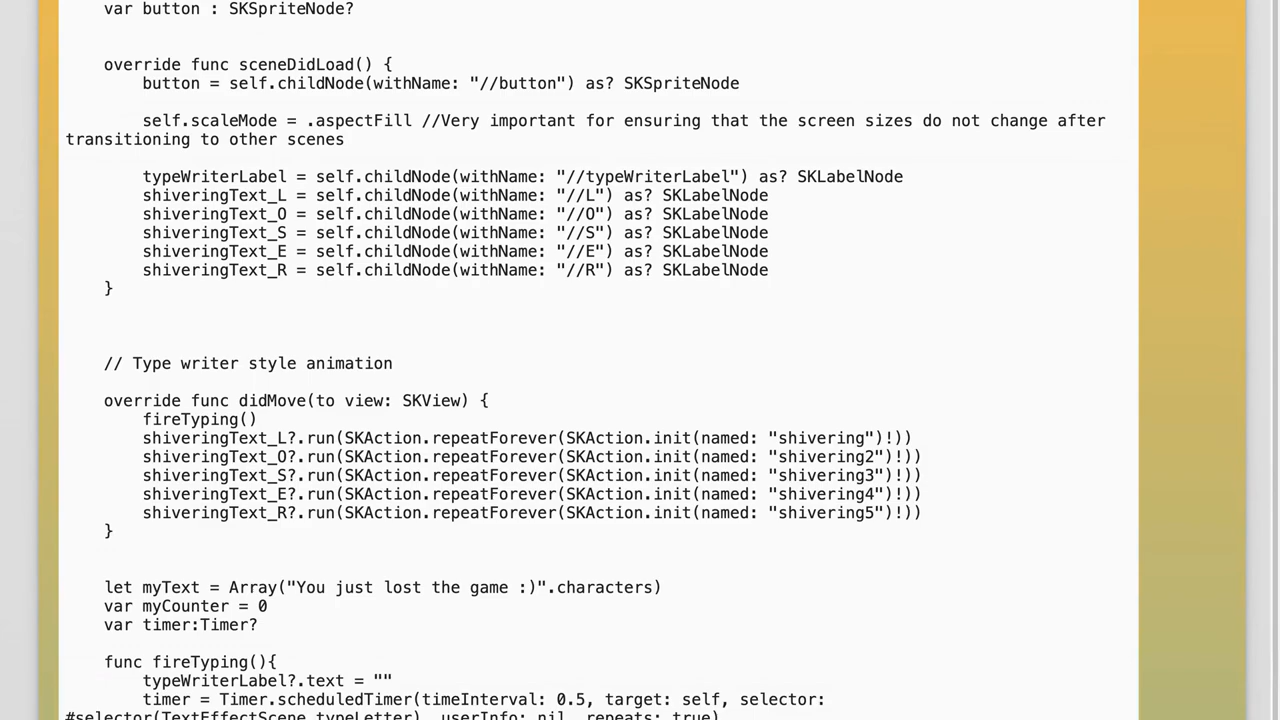 var button : SKSpriteNode?
override func sceneDidLoad() {
button = self.childNode(withName: "//button") as? SKSpriteNode
self.scaleMode = .aspectFill //Very important for ensuring that the screen sizes do not change after
transitioning to other scenes
typeWriterLabel = self.childNode(withName: "//typeWriterLabel") as? SKLabelNode
shiveringText_L = self.childNode(withName: "//L") as? SKLabelNode
shiveringText_O = self.childNode(withName: "//O") as? SKLabelNode
shiveringText_S = self.childNode(withName: "//S") as? SKLabelNode
shiveringText_E = self.childNode(withName: "//E") as? SKLabelNode
shiveringText_R = self.childNode(withName: "//R") as? SKLabelNode
}
// Type writer style animation
override func didMove(to view: SKView) {
fireTyping()
shiveringText_L?.run(SKAction.repeatForever(SKAction.init(named: "shivering")!))
shiveringText_O?.run(SKAction.repeatForever(SKAction.init(named: "shivering2")!))
shiveringText_S?.run(SKAction.repeatForever(SKAction.init(named: "shivering3")!))
shiveringText_E?.run(SKAction.repeatForever(SKAction.init(named: "shivering4")!))
shiveringText_R?.run(SKAction.repeatForever(SKAction.init(named: "shivering5")!))
}
let myText = Array("You just lost the game :)".characters)
var myCounter = 0
var timer:Timer?
func fireTyping(){
typeWriterLabel?.text = ""
timer = Timer.scheduledTimer(timeInterval: 0.5, target: self, selector:
#selector(TextEffectScene.typeLetter), userInfo: nil, repeats: true)